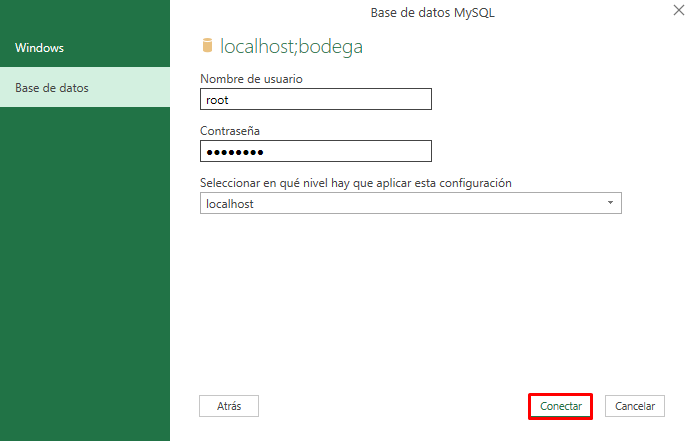 Base de datos MySQL
Windows
Base de datos
localhost;bodega
Nombre de usuario
root
Contraseña
●●●●●●●●
Seleccionar en qué nivel hay que aplicar esta configuración
localhost
Atrás
Conectar
Cancelar